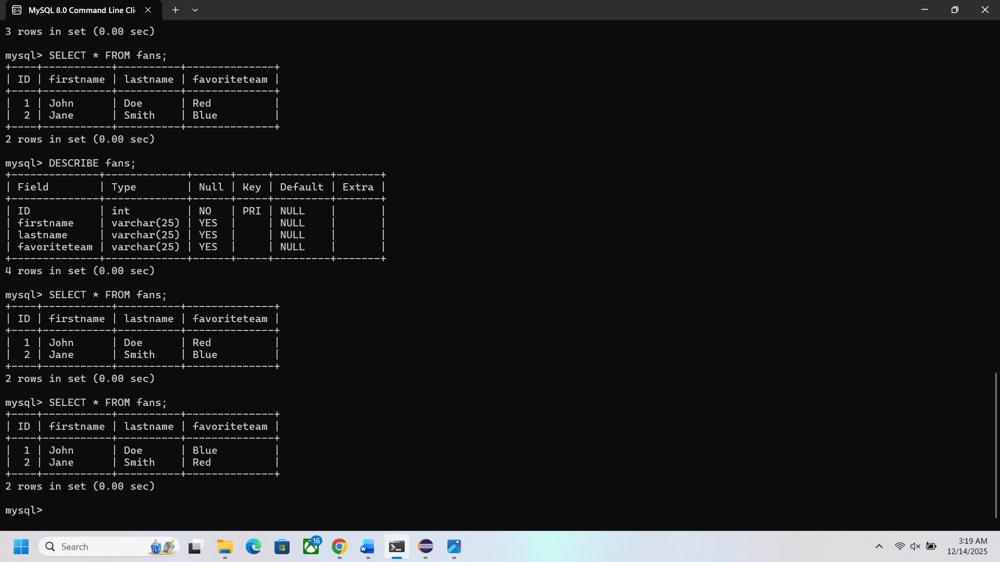 MySQL 8.0 Command Line Cli
3 rows in set (0.00 sec)
mysql> SELECT * FROM fans;
+----+-----------+----------+--------------+
| ID | firstname | lastname | favoriteteam |
+----+-----------+----------+--------------+
|  1 | John      | Doe      | Red          |
|  2 | Jane      | Smith    | Blue         |
+----+-----------+----------+--------------+
2 rows in set (0.00 sec)
mysql> DESCRIBE fans;
+--------------+-------------+------+-----+---------+-------+
| Field        | Type        | Null | Key | Default | Extra |
+--------------+-------------+------+-----+---------+-------+
| ID           | int         | NO   | PRI | NULL    |       |
| firstname    | varchar(25) | YES  |     | NULL    |       |
| lastname     | varchar(25) | YES  |     | NULL    |       |
| favoriteteam | varchar(25) | YES  |     | NULL    |       |
+--------------+-------------+------+-----+---------+-------+
4 rows in set (0.00 sec)
mysql> SELECT * FROM fans;
+----+-----------+----------+--------------+
| ID | firstname | lastname | favoriteteam |
+----+-----------+----------+--------------+
|  1 | John      | Doe      | Red          |
|  2 | Jane      | Smith    | Blue         |
+----+-----------+----------+--------------+
2 rows in set (0.00 sec)
mysql> SELECT * FROM fans;
+----+-----------+----------+--------------+
| ID | firstname | lastname | favoriteteam |
+----+-----------+----------+--------------+
|  1 | John      | Doe      | Blue         |
|  2 | Jane      | Smith    | Red          |
+----+-----------+----------+--------------+
2 rows in set (0.00 sec)
mysql>
Search
16
3:19 AM
12/14/2025